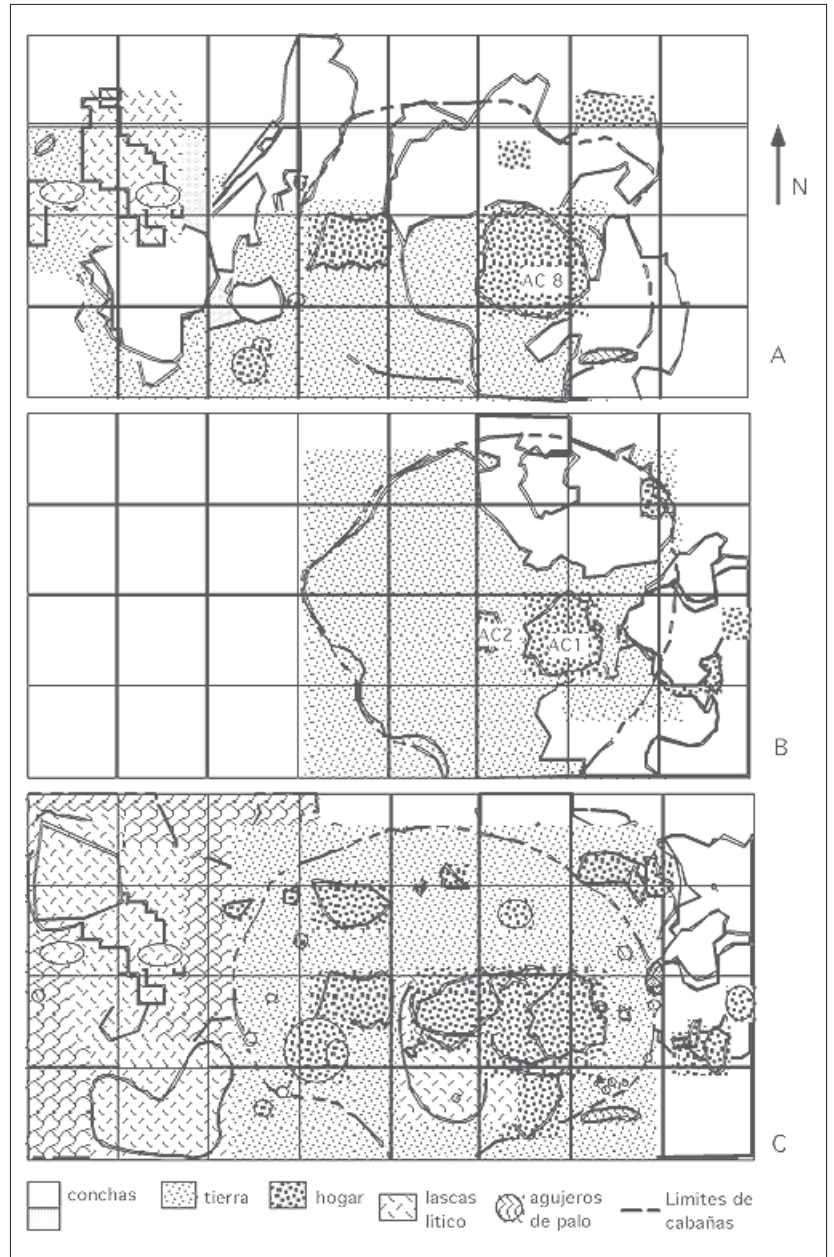 N
AC 8
A
AC2
AC1
B
C
conchas
tierra
hogar
lascas
lítico
agujeros
de palo
Límites de
cabañas